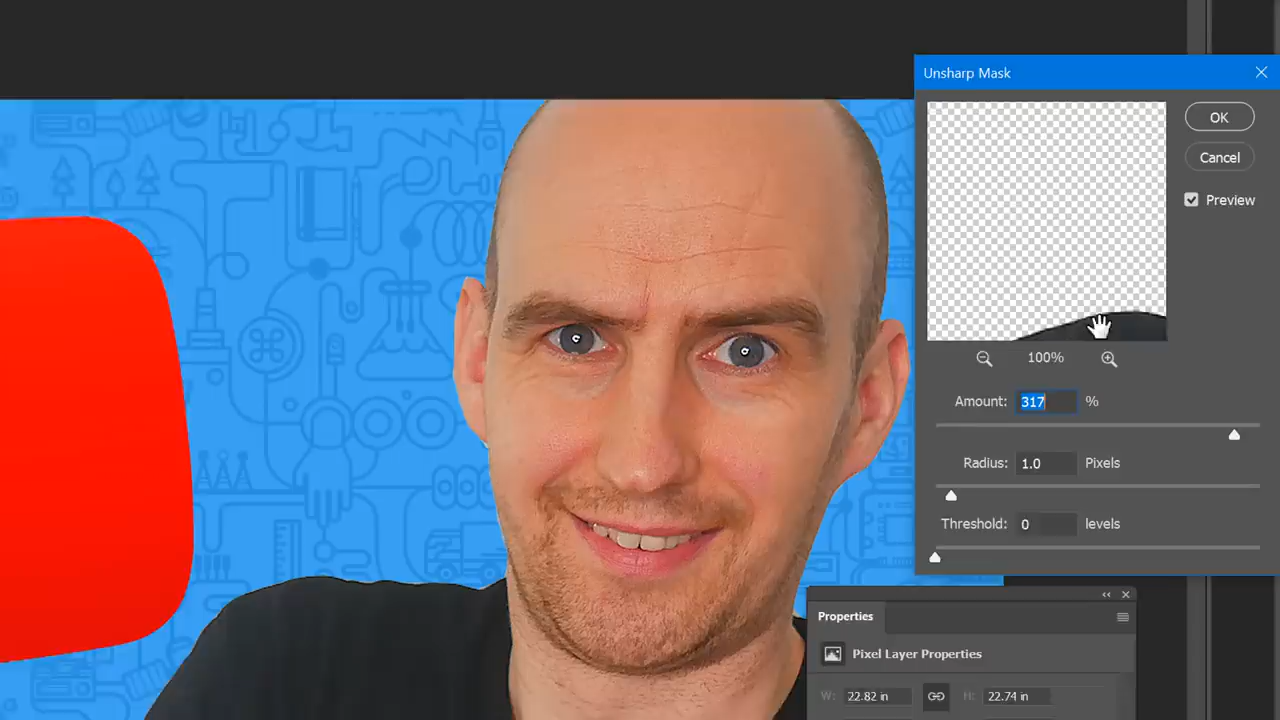 Unsharp Mask
OK
Cancel
Preview
100%
Amount: 317 %
Radius: 1.0 Pixels
Threshold: 0 levels
Properties
Pixel Layer Properties
W: 22.82 in H: 22.74 in